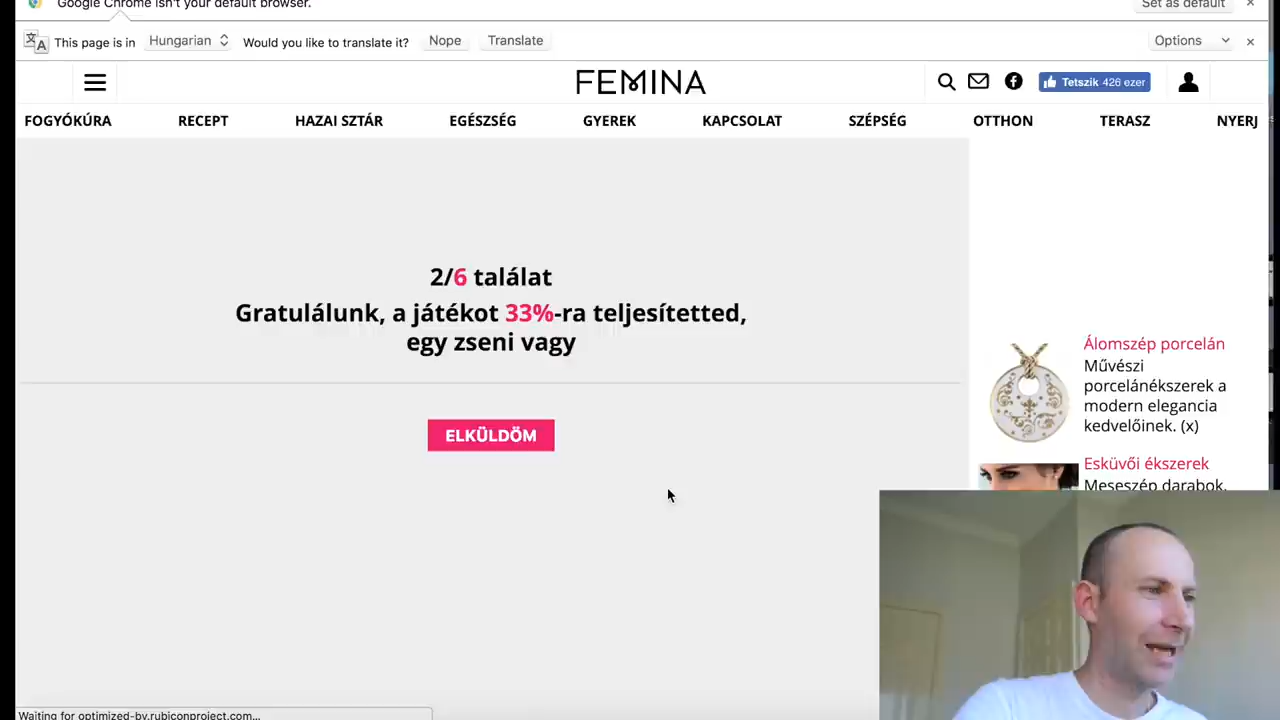 Google Chrome isn't your default browser.
Set as default
This page is in
Hungarian
Would you like to translate it?
Nope
Translate
Options
FEMINA
Tetszik 426 ezer
FOGYÓKÚRA
RECEPT
HAZAI SZTÁR
EGÉSZSÉG
GYEREK
KAPCSOLAT
SZÉPSÉG
OTTHON
TERASZ
NYERJ
2/6 találat
Gratulálunk, a játékot 33%-ra teljesítetted,
egy zseni vagy
ELKÜLDÖM
Álomszép porcelán
Művészi
porcelánékszerek a
modern elegancia
kedvelőinek. (x)
Esküvői ékszerek
Meseszép darabok,
Waiting for optimized-by.rubiconproject.com...